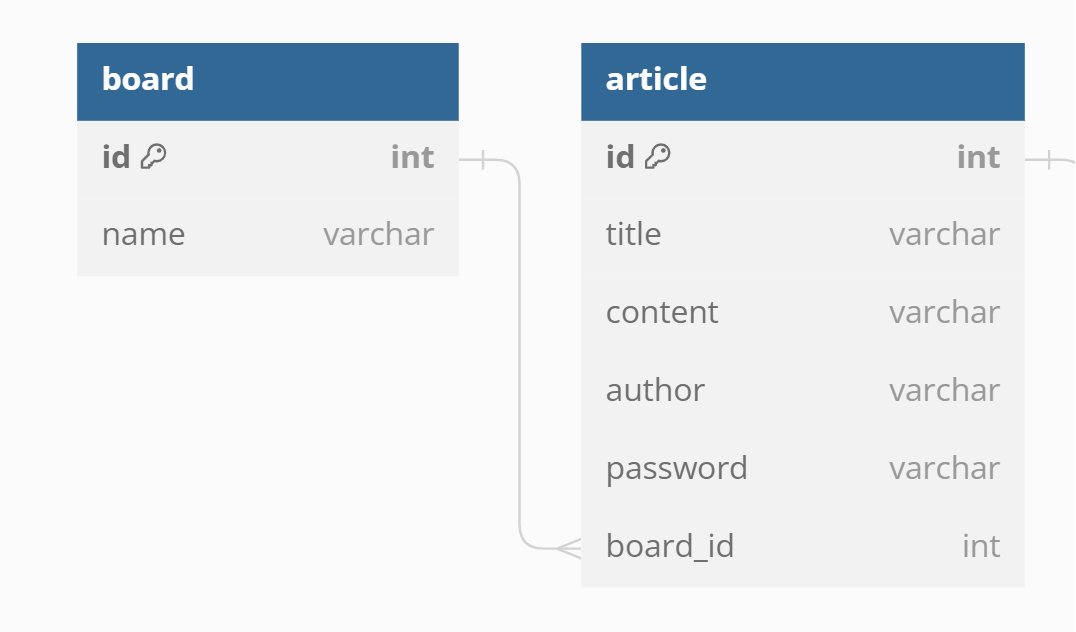 board
id int
name varchar
article
id int
title varchar
content varchar
author varchar
password varchar
board_id int